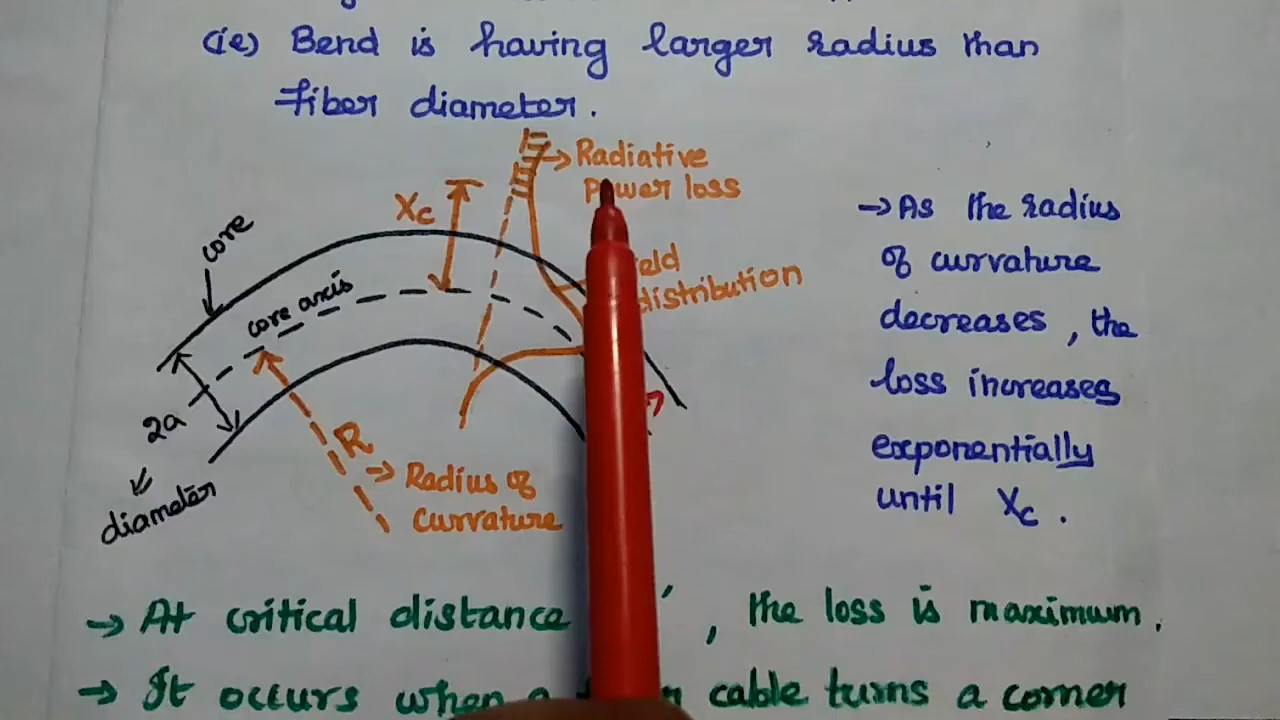 (ie) Bend is having larger radius than
fiber diameter.
Radiative
power loss
Xc
core
core axis
distribution
2a
diameter
R
Radius of
curvature
→ As the radius
of curvature
decreases, the
loss increases
exponentially
until Xc.
→ At critical distance , the loss is maximum.
→ It occurs when a cable turns a corner